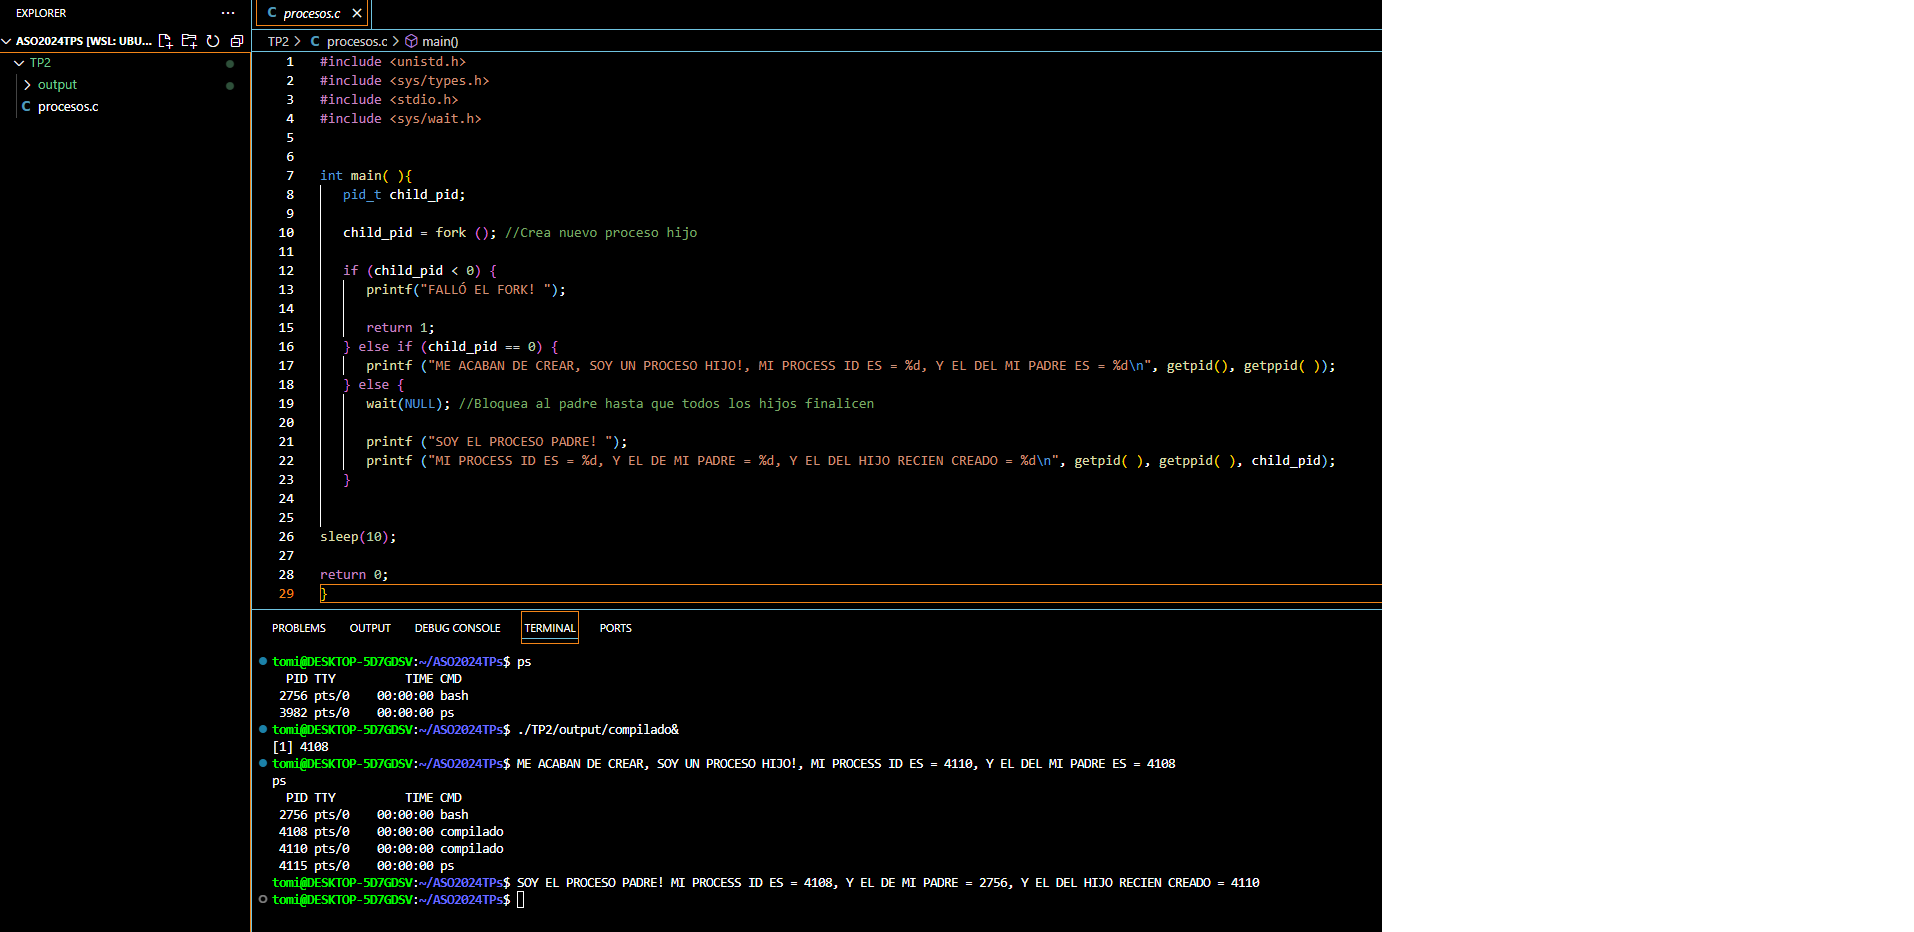 EXPLORER ...
ASO2024TPS [WSL: UBU...
TP2
output
C procesos.c
C procesos.c
TP2 > C procesos.c > main()
1 #include <unistd.h>
2 #include <sys/types.h>
3 #include <stdio.h>
4 #include <sys/wait.h>
5
6
7 int main( ){
8 pid_t child_pid;
9
10 child_pid = fork (); //Crea nuevo proceso hijo
11
12 if (child_pid < 0) {
13 printf("FALLÓ EL FORK! ");
14
15 return 1;
16 } else if (child_pid == 0) {
17 printf ("ME ACABAN DE CREAR, SOY UN PROCESO HIJO!, MI PROCESS ID ES = %d, Y EL DEL MI PADRE ES = %d\n", getpid(), getppid( ));
18 } else {
19 wait(NULL); //Bloquea al padre hasta que todos los hijos finalicen
20
21 printf ("SOY EL PROCESO PADRE! ");
22 printf ("MI PROCESS ID ES = %d, Y EL DE MI PADRE = %d, Y EL DEL HIJO RECIEN CREADO = %d\n", getpid( ), getppid( ), child_pid);
23 }
24
25
26 sleep(10);
27
28 return 0;
29 }
PROBLEMS OUTPUT DEBUG CONSOLE TERMINAL PORTS
tomi@DESKTOP-5D7GDSV:~/ASO2024TPs$ ps
PID TTY TIME CMD
2756 pts/0 00:00:00 bash
3982 pts/0 00:00:00 ps
tomi@DESKTOP-5D7GDSV:~/ASO2024TPs$ ./TP2/output/compilado&
[1] 4108
tomi@DESKTOP-5D7GDSV:~/ASO2024TPs$ ME ACABAN DE CREAR, SOY UN PROCESO HIJO!, MI PROCESS ID ES = 4110, Y EL DEL MI PADRE ES = 4108
ps
PID TTY TIME CMD
2756 pts/0 00:00:00 bash
4108 pts/0 00:00:00 compilado
4110 pts/0 00:00:00 compilado
4115 pts/0 00:00:00 ps
tomi@DESKTOP-5D7GDSV:~/ASO2024TPs$ SOY EL PROCESO PADRE! MI PROCESS ID ES = 4108, Y EL DE MI PADRE = 2756, Y EL DEL HIJO RECIEN CREADO = 4110
tomi@DESKTOP-5D7GDSV:~/ASO2024TPs$